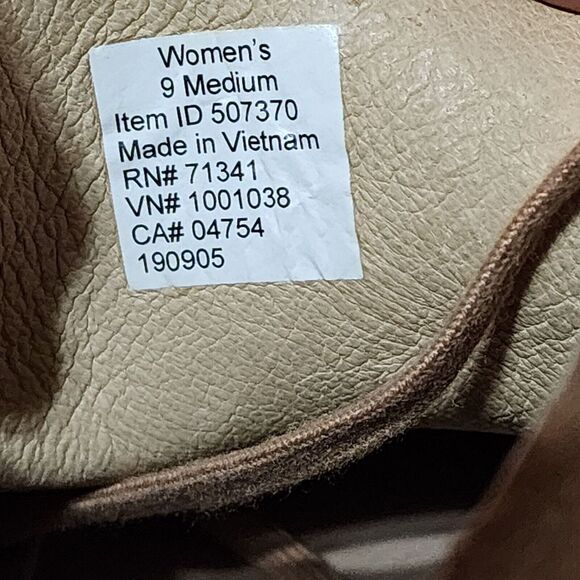 Women's
9 Medium
Item ID 507370
Made in Vietnam
RN# 71341
VN# 1001038
CA# 04754
190905